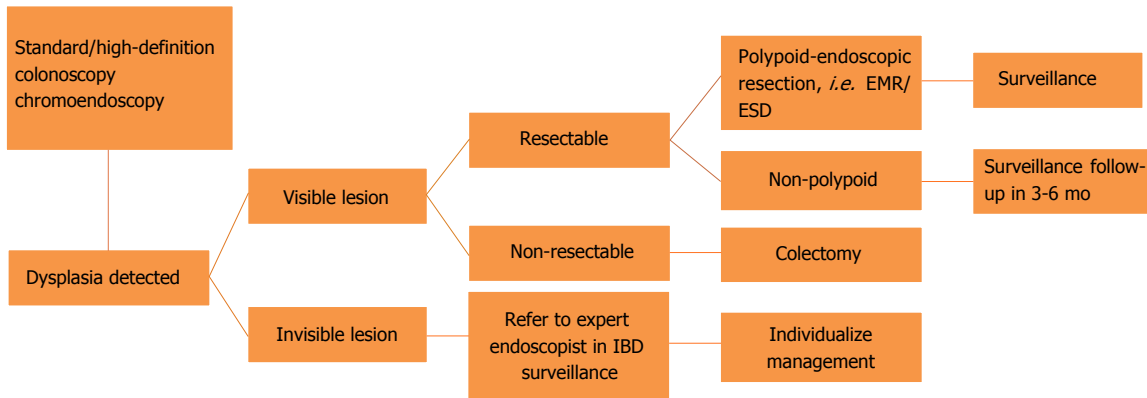 Standard/high-definition
colonoscopy
chromoendoscopy
Dysplasia detected
Visible lesion
Invisible lesion
Resectable
Non-resectable
Refer to expert
endoscopist in IBD
surveillance
Polypoid-endoscopic
resection, i.e. EMR/
ESD
Non-polypoid
Colectomy
Individualize
management
Surveillance
Surveillance follow-
up in 3-6 mo